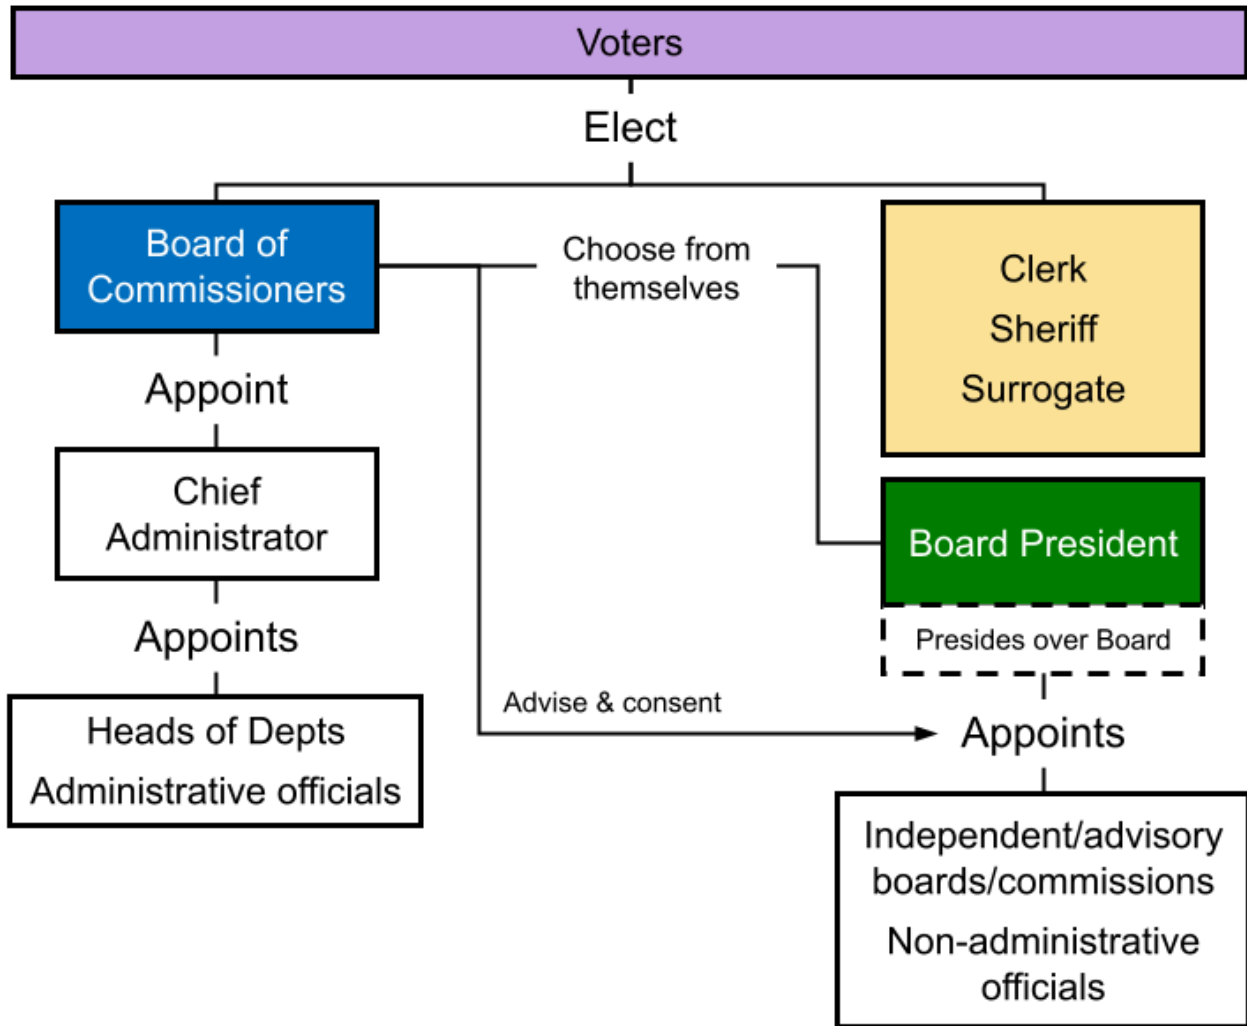 Voters
Elect
Board of
Commissioners
Choose from
themselves
Clerk
Sheriff
Surrogate
Appoint
Chief
Administrator
Board President
Presides over Board
Appoints
Heads of Depts
Administrative officials
Advise & consent
Appoints
Independent/advisory
boards/commissions
Non-administrative
officials